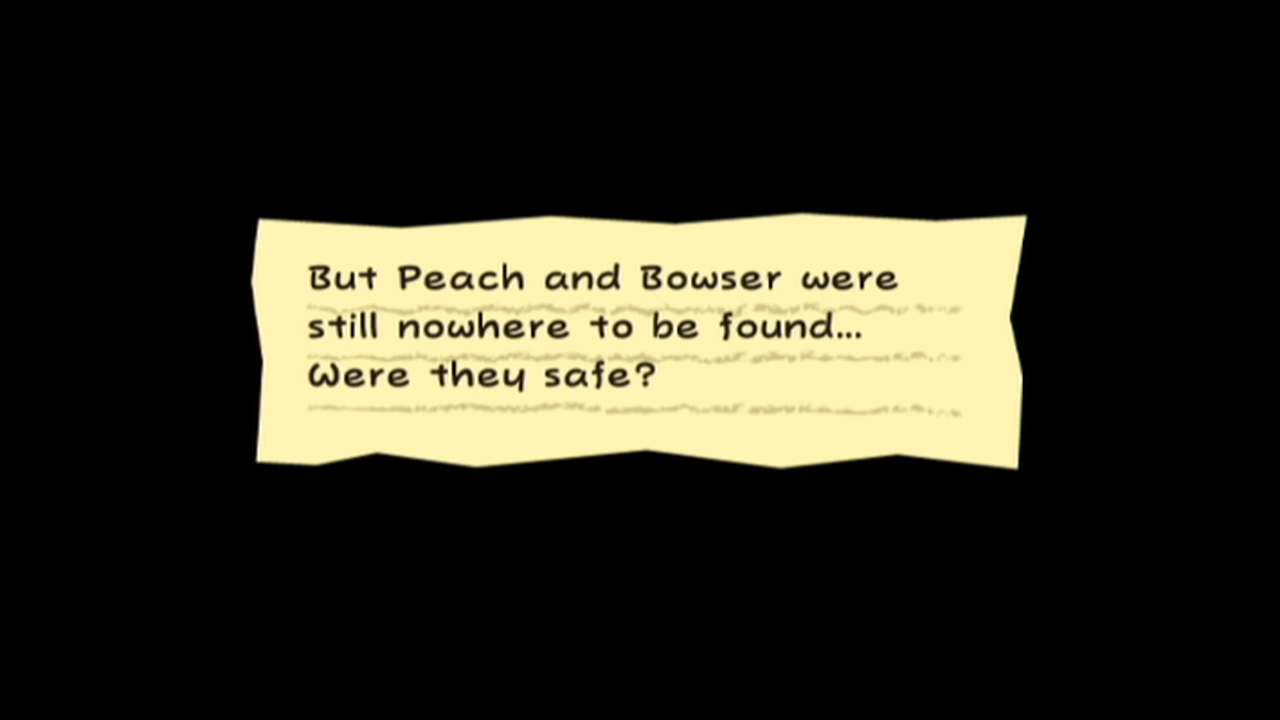 But Peach and Bowser were
still nowhere to be found...
Were they safe?